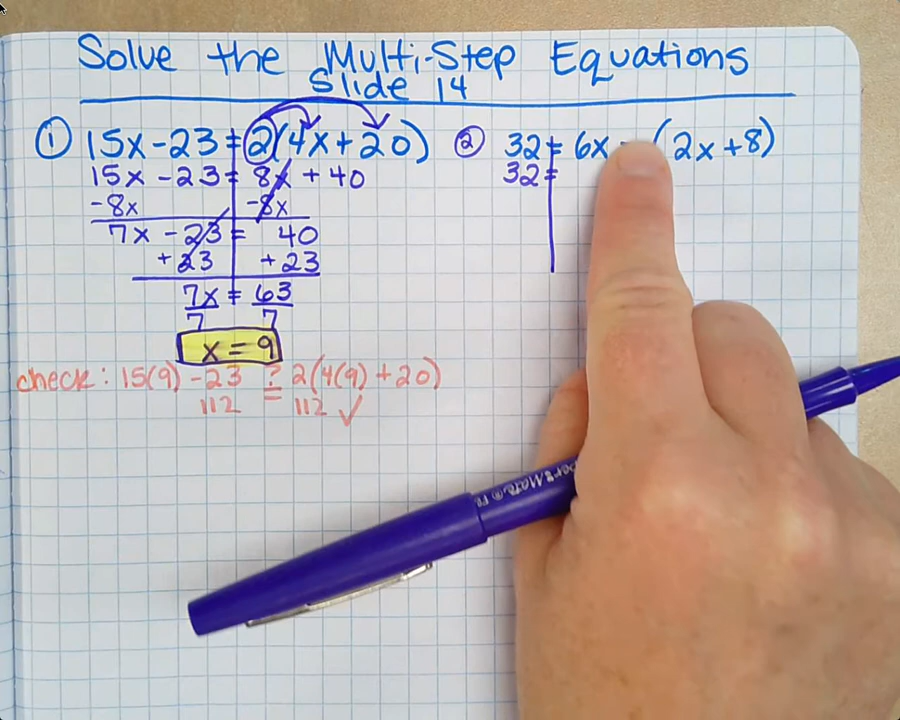 Solve the Multi-Step Equations
Slide 14
① 15x - 23 = 2(4x + 20)
15x - 23 = 8x + 40
-8x -8x
7x - 23 = 40
+23 +23
7x = 63
7 7
x = 9
check: 15(9) - 23 ≟ 2(4(9) + 20)
112 112 ✓
② 32 = 6x - (2x + 8)
32 =
PaperMate ®